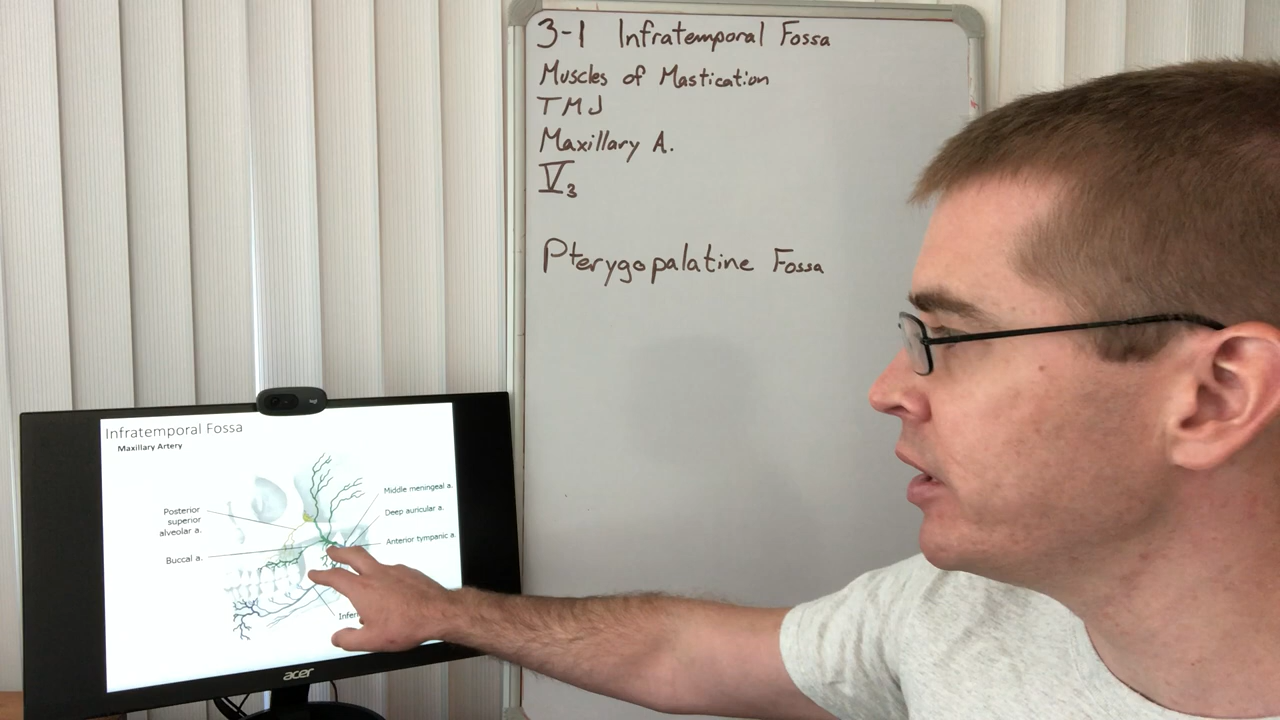 3-1 Infratemporal Fossa
Muscles of Mastication
TMJ
Maxillary A.
V3
Pterygopalatine Fossa
Infratemporal Fossa
Maxillary Artery
Posterior
superior
alveolar a.
Buccal a.
Middle meningeal a.
Deep auricular a.
Anterior tympanic a.
acer